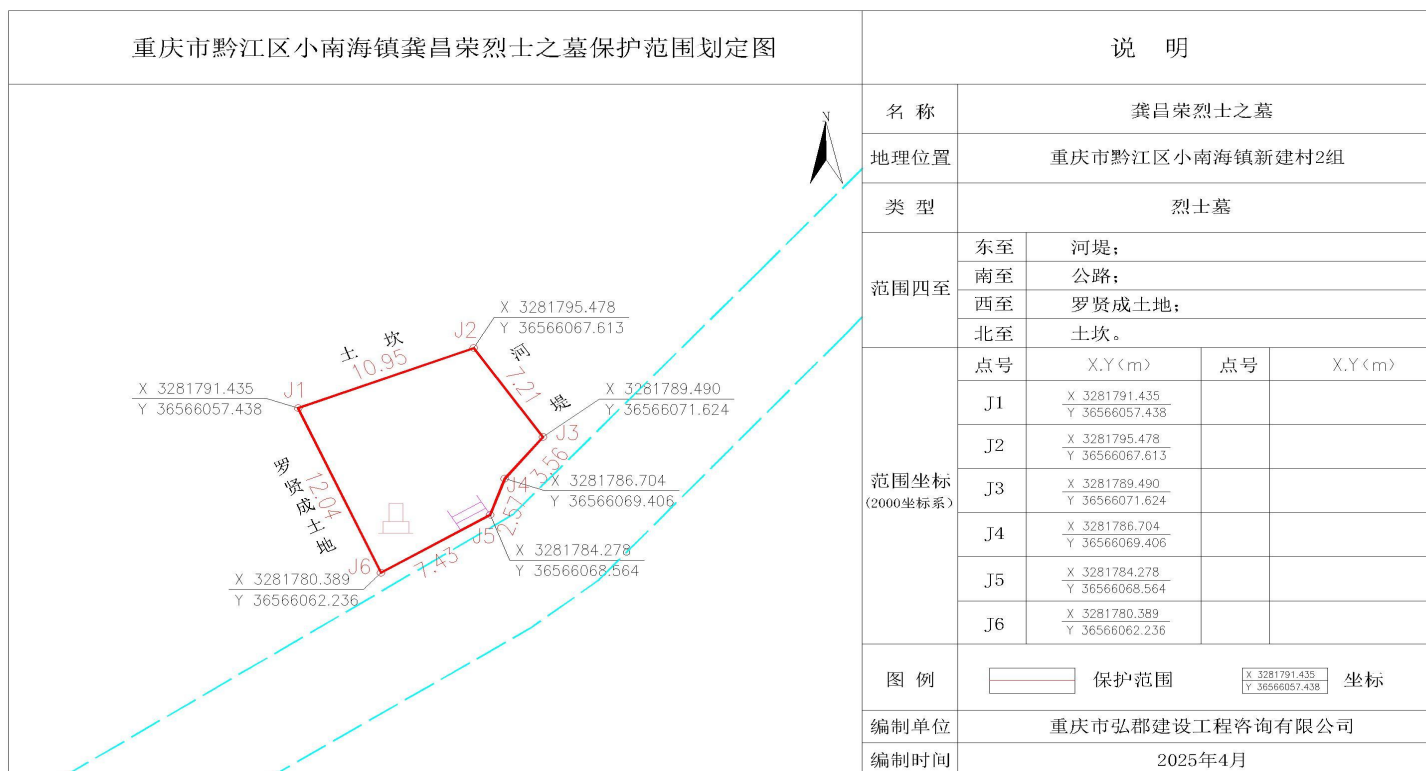 重庆市黔江区小南海镇龚昌荣烈士之墓保护范围划定图
N
X 3281795.478
Y 36566067.613
J2
土坎
10.95
河堤
7.21
X 3281791.435
Y 36566057.438
J1
X 3281789.490
Y 36566071.624
J3
3.56
罗贤成土地
12.04
J4
X 3281786.704
Y 36566069.406
2.57
J5
X 3281784.278
Y 36566068.564
7.43
J6
X 3281780.389
Y 36566062.236
说 明
名 称 龚昌荣烈士之墓
地理位置 重庆市黔江区小南海镇新建村2组
类 型 烈士墓
范围四至
东至 河堤；
南至 公路；
西至 罗贤成土地；
北至 土坎。
范围坐标
(2000坐标系)
点号 X.Y(m) 点号 X.Y(m)
J1
X 3281791.435
Y 36566057.438
J2
X 3281795.478
Y 36566067.613
J3
X 3281789.490
Y 36566071.624
J4
X 3281786.704
Y 36566069.406
J5
X 3281784.278
Y 36566068.564
J6
X 3281780.389
Y 36566062.236
图 例 保护范围
X 3281791.435
Y 36566057.438
坐标
编制单位 重庆市弘郡建设工程咨询有限公司
编制时间 2025年4月